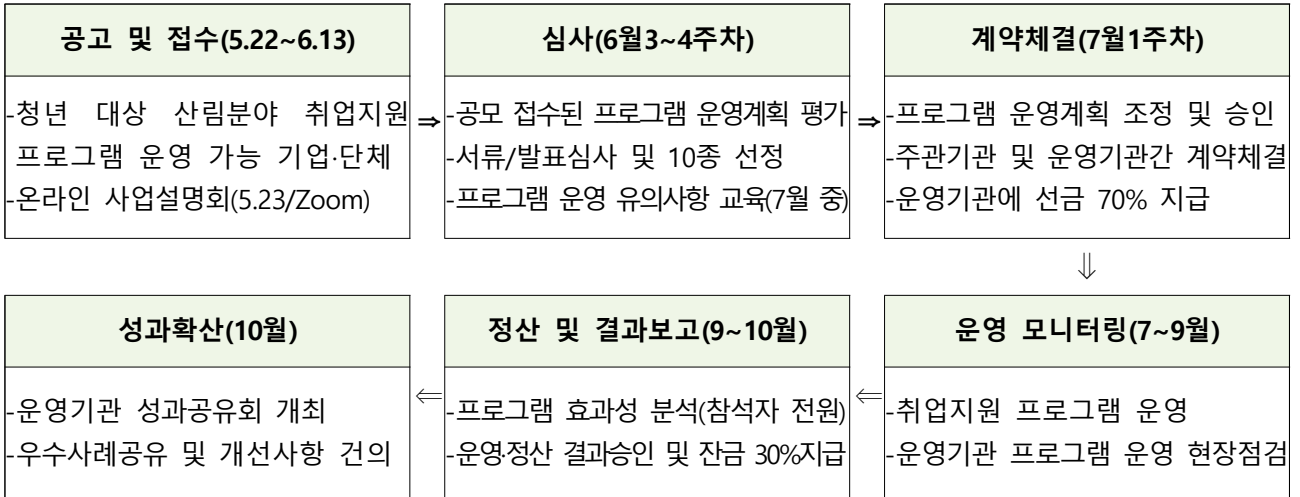 공고 및 접수(5.22~6.13)
-청년 대상 산림분야 취업지원
프로그램 운영 가능 기업·단체
-온라인 사업설명회(5.23/Zoom)
⇒
심사(6월3~4주차)
-공모 접수된 프로그램 운영계획 평가
-서류/발표심사 및 10종 선정
-프로그램 운영 유의사항 교육(7월 중)
⇒
계약체결(7월1주차)
-프로그램 운영계획 조정 및 승인
-주관기관 및 운영기관간 계약체결
-운영기관에 선금 70% 지급
⇓
운영 모니터링(7~9월)
-취업지원 프로그램 운영
-운영기관 프로그램 운영 현장점검
⇐
정산 및 결과보고(9~10월)
-프로그램 효과성 분석(참석자 전원)
-운영·정산 결과승인 및 잔금 30%지급
⇐
성과확산(10월)
-운영기관 성과공유회 개최
-우수사례공유 및 개선사항 건의